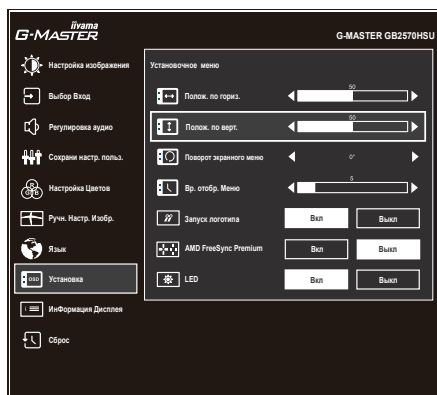 iiyama
G-MASTER
G-MASTER GB2570HSU
Настройка изображения
Выбор Вход
Регулировка аудио
Сохрани настр. польз.
Настройка Цветов
Ручн. Настр. Изобр.
Язык
OSD Установка
ИнФормация Дисплея
Сброс
Установочное меню
Полож. по гориз.
50
Полож. по верт.
50
Поворот экранного меню
0°
Вр. отобр. Меню
5
Запуск логотипа
Вкл
Выкл
AMD FreeSync Premium
Вкл
Выкл
LED
Вкл
Выкл